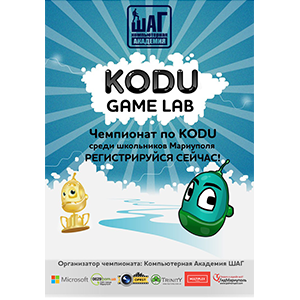 ШАГ
КОМПЬЮТЕРНАЯ
АКАДЕМИЯ
KODU
GAME LAB
Чемпионат по KODU
среди школьников Мариуполя
РЕГИСТРИРУЙСЯ СЕЙЧАС!
Организатор чемпионата: Компьютерная Академия ШАГ
Microsoft
TRINITY